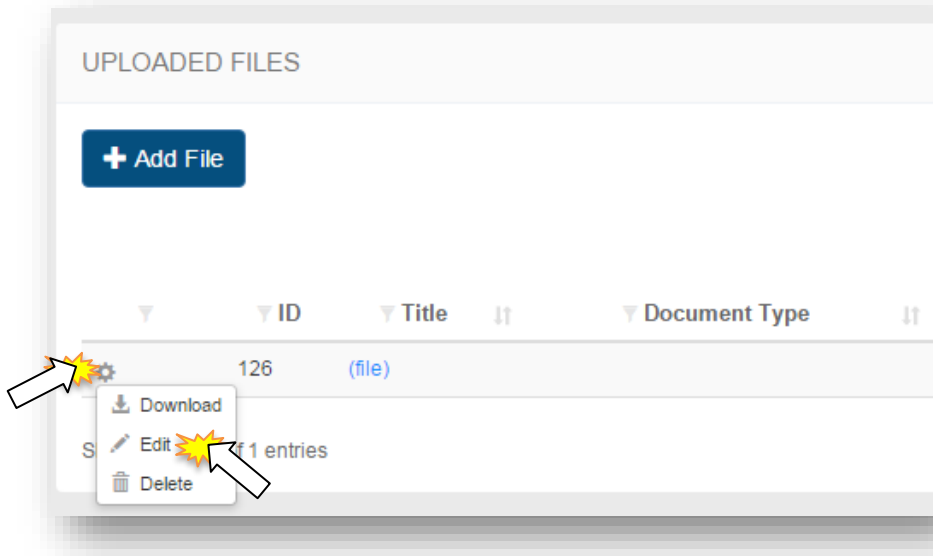 UPLOADED FILES
Add File
ID Title Document Type
126 (file)
Download
Edit
f 1 entries
Delete